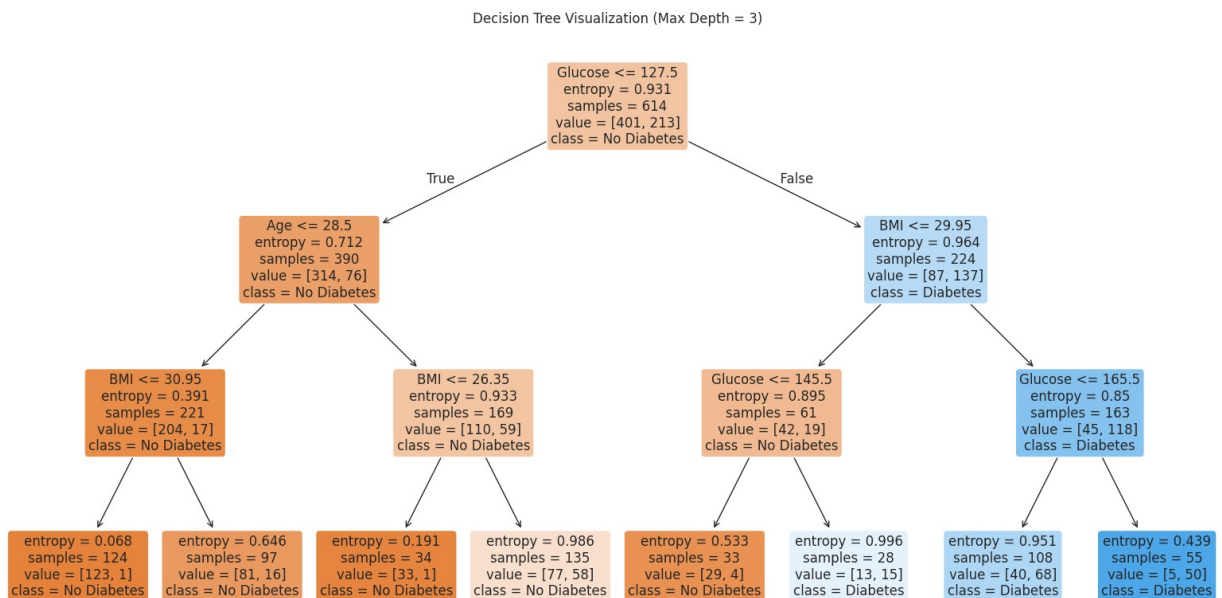 Decision Tree Visualization (Max Depth = 3)
Glucose <= 127.5
entropy = 0.931
samples = 614
value = [401, 213]
class = No Diabetes
True
False
Age <= 28.5
entropy = 0.712
samples = 390
value = [314, 76]
class = No Diabetes
BMI <= 29.95
entropy = 0.964
samples = 224
value = [87, 137]
class = Diabetes
BMI <= 30.95
entropy = 0.391
samples = 221
value = [204, 17]
class = No Diabetes
BMI <= 26.35
entropy = 0.933
samples = 169
value = [110, 59]
class = No Diabetes
Glucose <= 145.5
entropy = 0.895
samples = 61
value = [42, 19]
class = No Diabetes
Glucose <= 165.5
entropy = 0.85
samples = 163
value = [45, 118]
class = Diabetes
entropy = 0.068
samples = 124
value = [123, 1]
class = No Diabetes
entropy = 0.646
samples = 97
value = [81, 16]
class = No Diabetes
entropy = 0.191
samples = 34
value = [33, 1]
class = No Diabetes
entropy = 0.986
samples = 135
value = [77, 58]
class = No Diabetes
entropy = 0.533
samples = 33
value = [29, 4]
class = No Diabetes
entropy = 0.996
samples = 28
value = [13, 15]
class = Diabetes
entropy = 0.951
samples = 108
value = [40, 68]
class = Diabetes
entropy = 0.439
samples = 55
value = [5, 50]
class = Diabetes